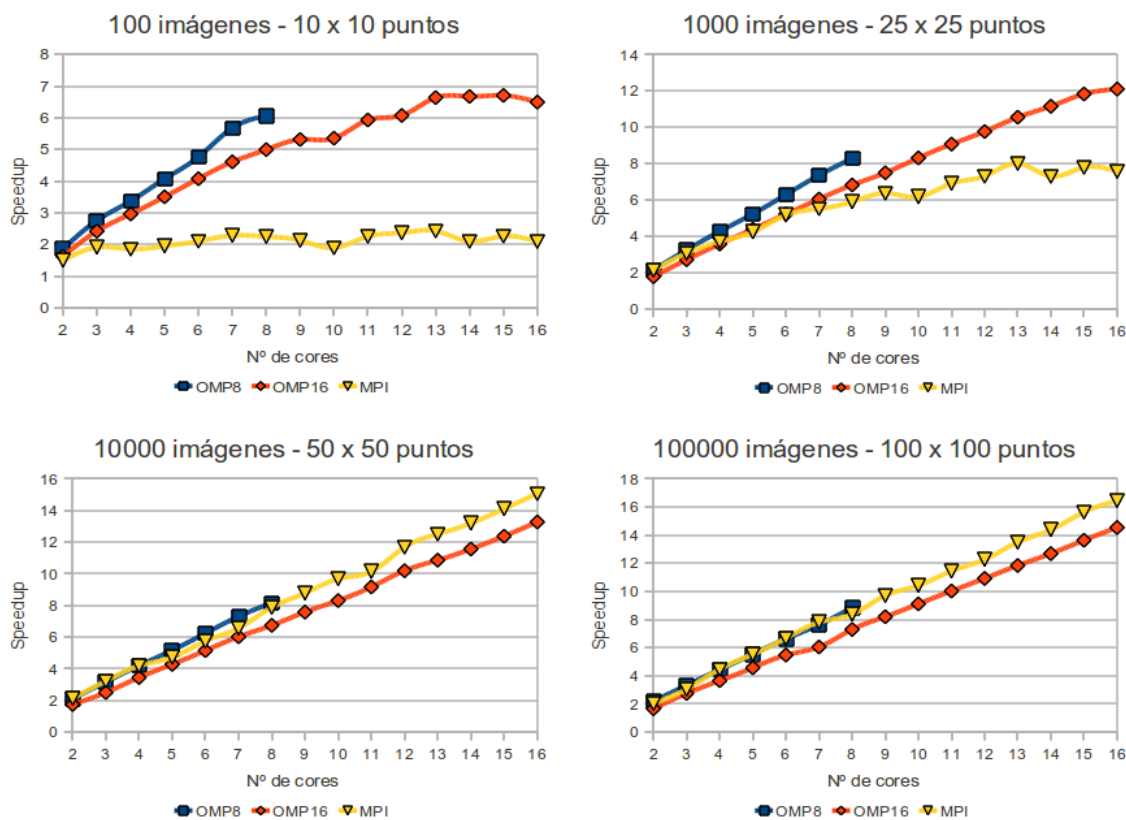 100 imágenes - 10 x 10 puntos
8
7
6
5
4
3
2
1
0
Speedup
2 3 4 5 6 7 8 9 10 11 12 13 14 15 16
Nº de cores
OMP8 OMP16 MPI
1000 imágenes - 25 x 25 puntos
14
12
10
8
6
4
2
0
Speedup
2 3 4 5 6 7 8 9 10 11 12 13 14 15 16
Nº de cores
OMP8 OMP16 MPI
10000 imágenes - 50 x 50 puntos
16
14
12
10
8
6
4
2
0
Speedup
2 3 4 5 6 7 8 9 10 11 12 13 14 15 16
Nº de cores
OMP8 OMP16 MPI
100000 imágenes - 100 x 100 puntos
18
16
14
12
10
8
6
4
2
0
Speedup
2 3 4 5 6 7 8 9 10 11 12 13 14 15 16
Nº de cores
OMP8 OMP16 MPI